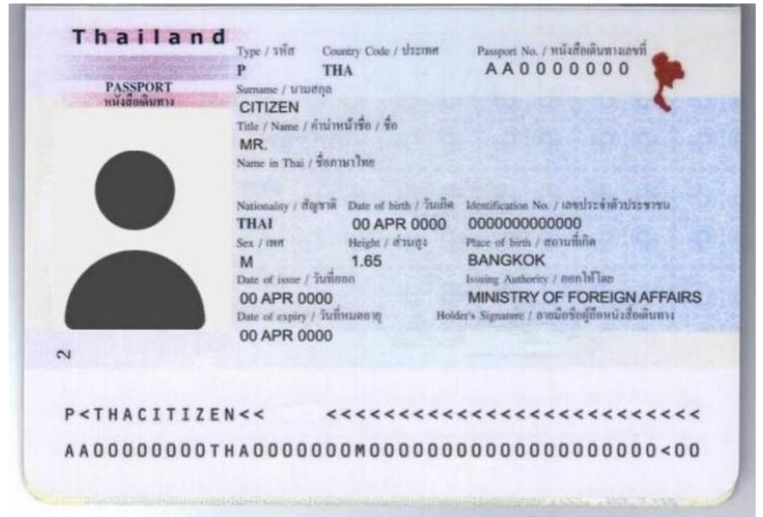 Thailand
PASSPORT
หนังสือเดินทาง
Type / รหัส Country Code / ประเทศ Passport No. / หนังสือเดินทางเลขที่
P THA AA0000000
Surname / นามสกุล
CITIZEN
Title / Name / คำนำหน้าชื่อ / ชื่อ
MR.
Name in Thai / ชื่อภาษาไทย
Nationality / สัญชาติ Date of birth / วันเกิด Identification No. / เลขประจำตัวประชาชน
THAI 00 APR 0000 0000000000000
Sex / เพศ Height / ส่วนสูง Place of birth / สถานที่เกิด
M 1.65 BANGKOK
Date of issue / วันที่ออก Issuing Authority / ออกให้โดย
00 APR 0000 MINISTRY OF FOREIGN AFFAIRS
Date of expiry / วันที่หมดอายุ Holder's Signature / ลายมือชื่อผู้ถือหนังสือเดินทาง
00 APR 0000
2
P<THACITIZEN<< <<<<<<<<<<<<<<<<<<<<<<<<<<
AA00000000THA0000000M00000000000000000000000<00